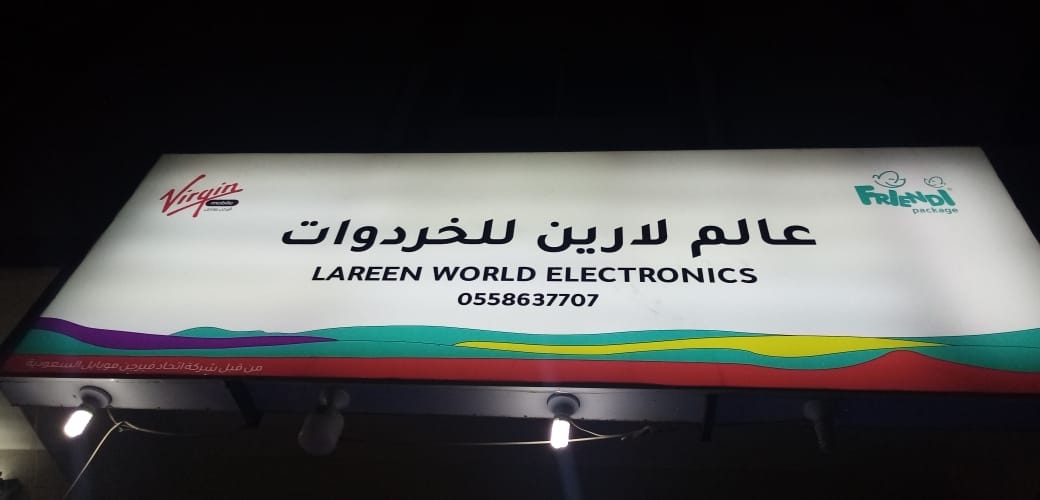 Virgin
mobile
FRiENDi
package
عالم لارين للخردوات
LAREEN WORLD ELECTRONICS
0558637707
من قبل شركة اتحاد فيرجن موبايل السعودية